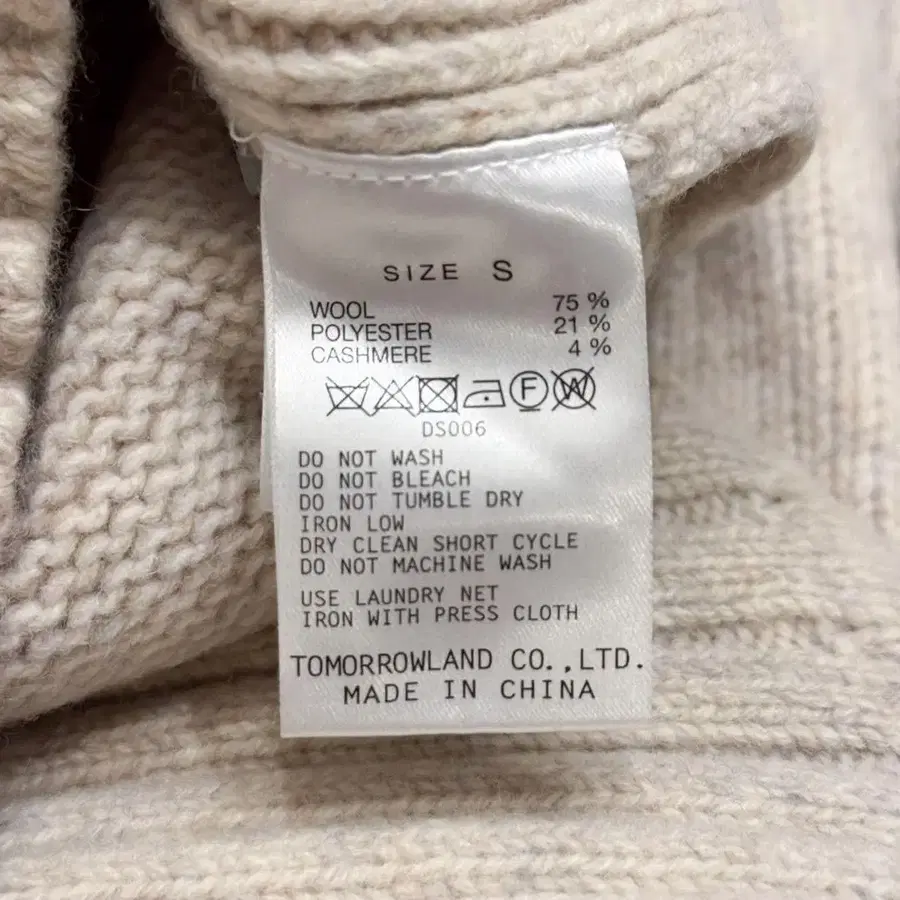 SIZE S
WOOL 75 %
POLYESTER 21 %
CASHMERE 4 %
F W
DS006
DO NOT WASH
DO NOT BLEACH
DO NOT TUMBLE DRY
IRON LOW
DRY CLEAN SHORT CYCLE
DO NOT MACHINE WASH
USE LAUNDRY NET
IRON WITH PRESS CLOTH
TOMORROWLAND CO.,LTD.
MADE IN CHINA